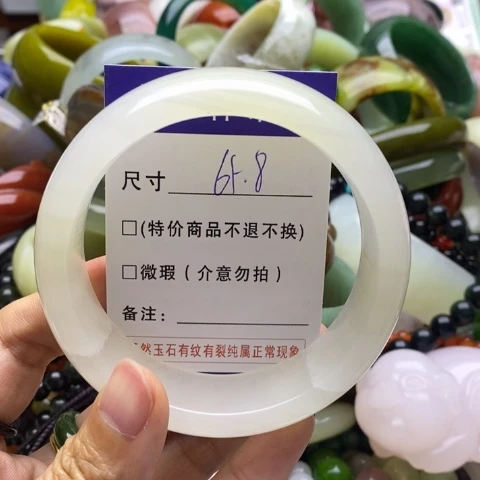 尺寸 65.8
□(特价商品不退不换)
□微瑕(介意勿拍)
备注:
然玉石有纹有裂纯属正常现象